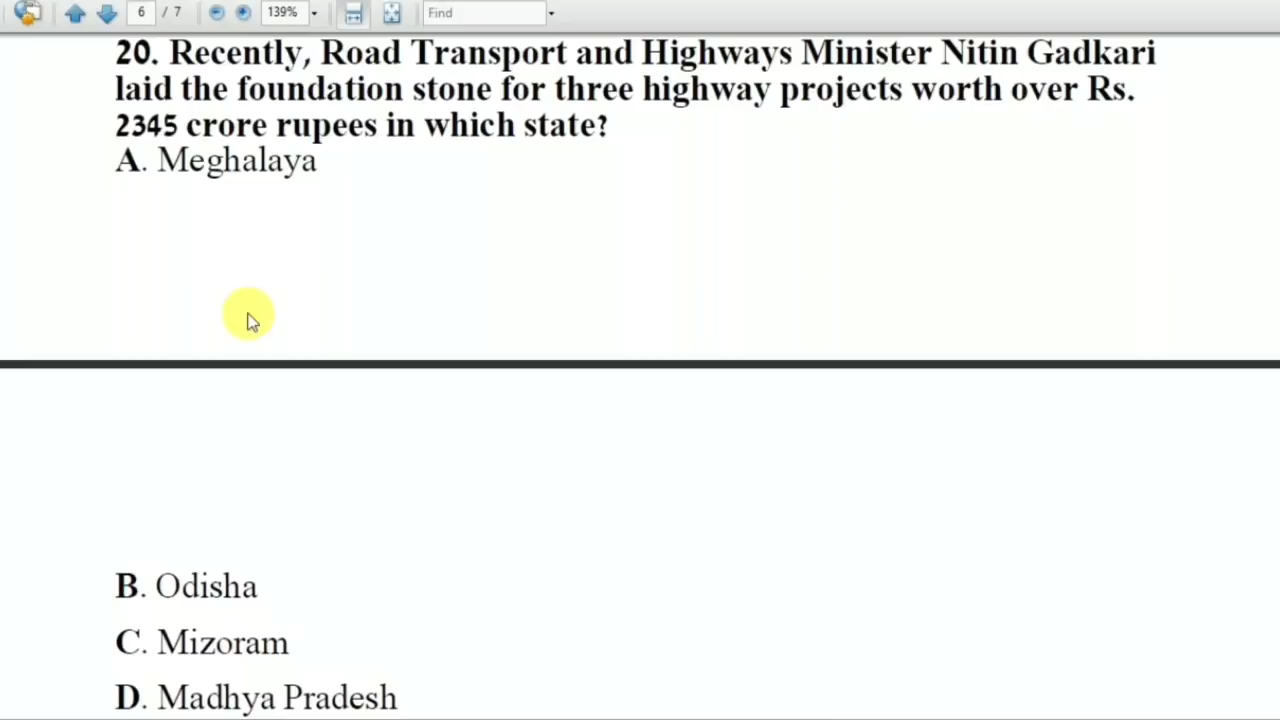 6 / 7 139% Find
20. Recently, Road Transport and Highways Minister Nitin Gadkari
laid the foundation stone for three highway projects worth over Rs.
2345 crore rupees in which state?
A. Meghalaya
B. Odisha
C. Mizoram
D. Madhya Pradesh